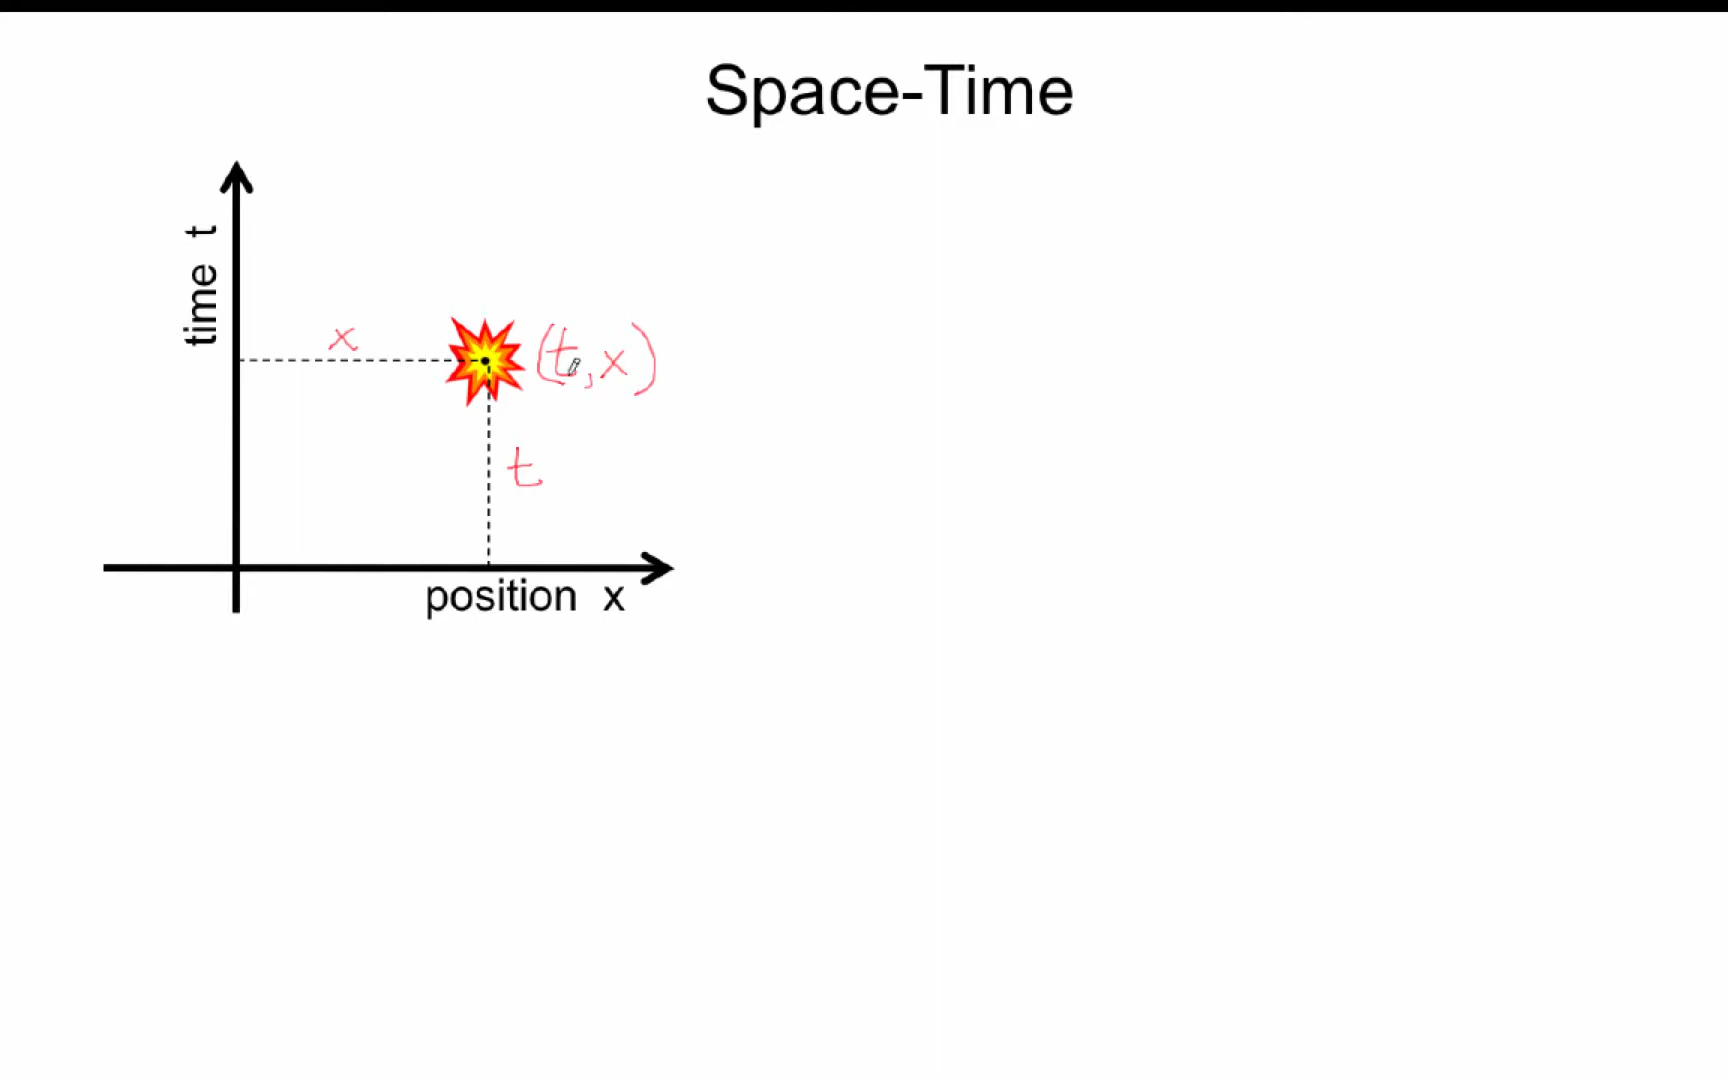 Space-Time
time t
x
(t,x)
t
position x